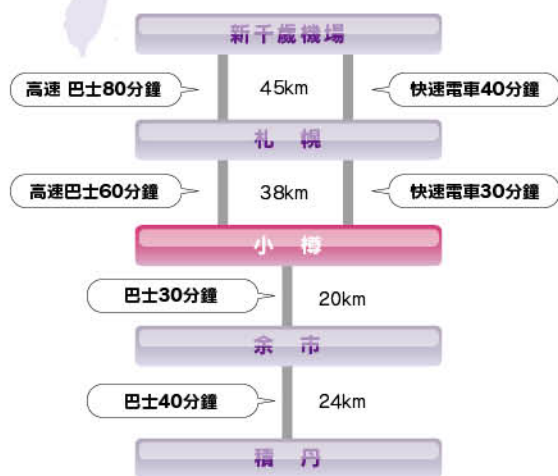 新千歲機場
高速 巴士80分鐘
45km
快速電車40分鐘
札幌
高速巴士60分鐘
38km
快速電車30分鐘
小樽
巴士30分鐘
20km
余市
巴士40分鐘
24km
積丹